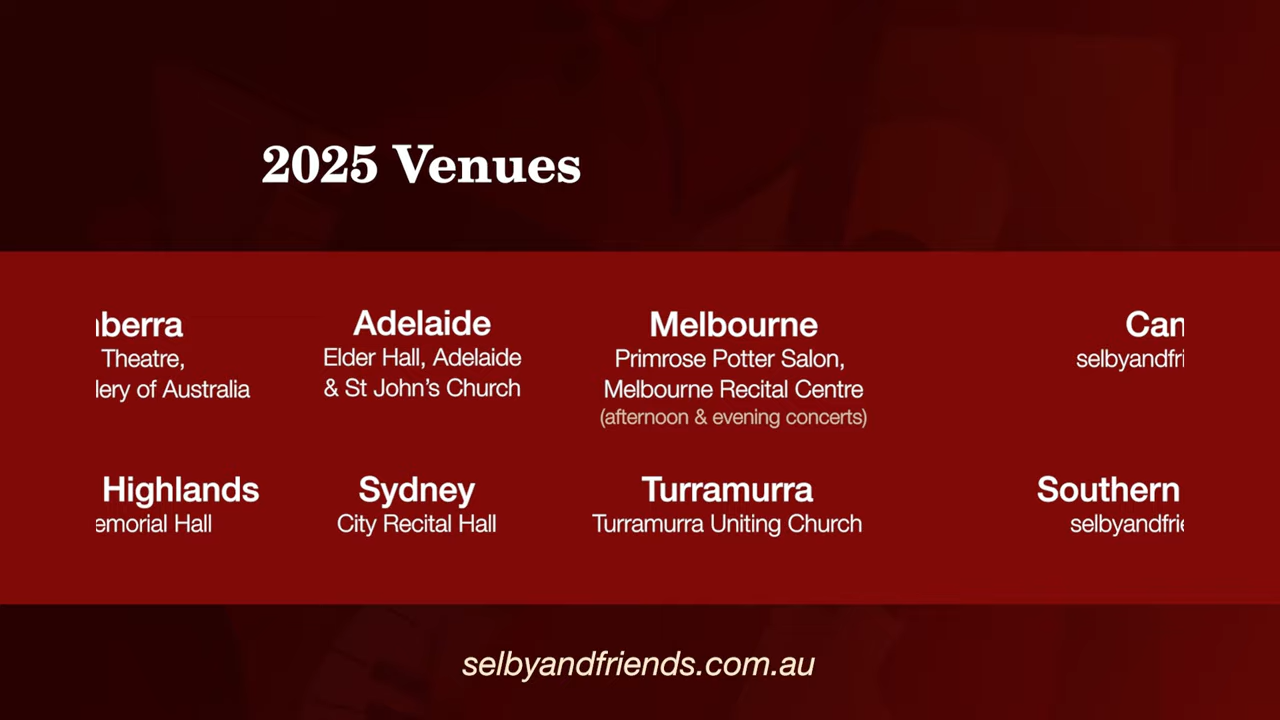 2025 Venues
berra
Theatre,
lery of Australia
Adelaide
Elder Hall, Adelaide
& St John’s Church
Melbourne
Primrose Potter Salon,
Melbourne Recital Centre
(afternoon & evening concerts)
Can
selbyandfri
Highlands
emorial Hall
Sydney
City Recital Hall
Turramurra
Turramurra Uniting Church
Southern
selbyandfrie
selbyandfriends.com.au